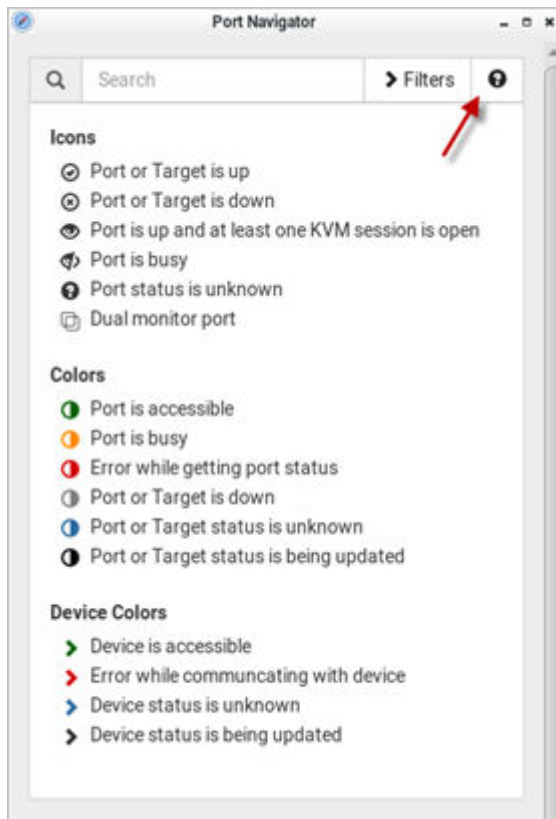 Port Navigator
Search
Filters
Icons
Port or Target is up
Port or Target is down
Port is up and at least one KVM session is open
Port is busy
Port status is unknown
Dual monitor port
Colors
Port is accessible
Port is busy
Error while getting port status
Port or Target is down
Port or Target status is unknown
Port or Target status is being updated
Device Colors
Device is accessible
Error while communcating with device
Device status is unknown
Device status is being updated